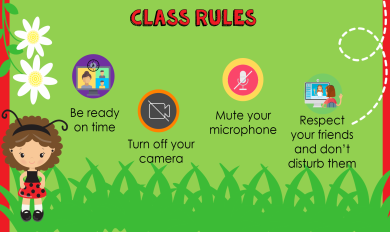 CLASS RULES
Be ready
on time
Turn off your
camera
Mute your
microphone
Respect
your friends
and don't
disturb them